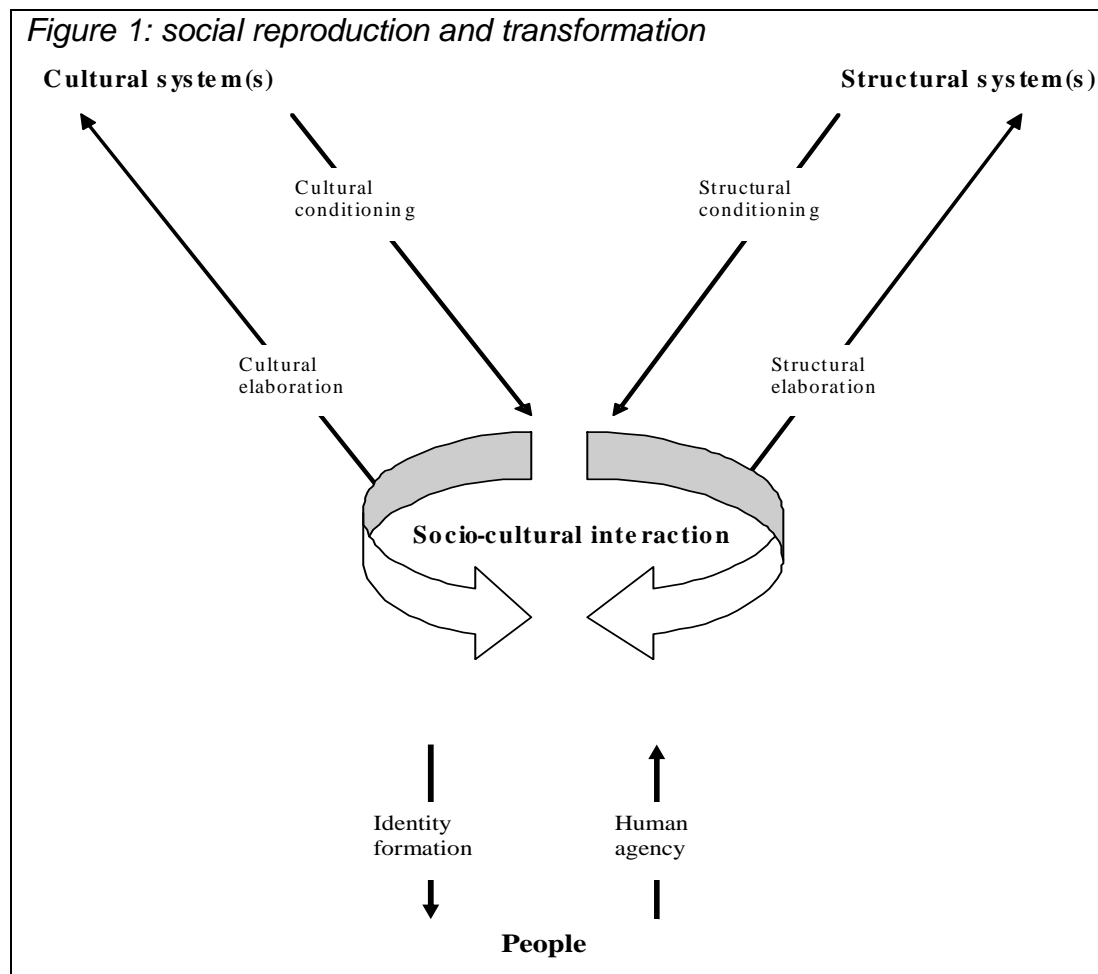 Figure 1: social reproduction and transformation
Cultural system(s)
Structural system(s)
Cultural
conditioning
Structural
conditioning
Cultural
elaboration
Structural
elaboration
Socio-cultural interaction
Identity
formation
Human
agency
People